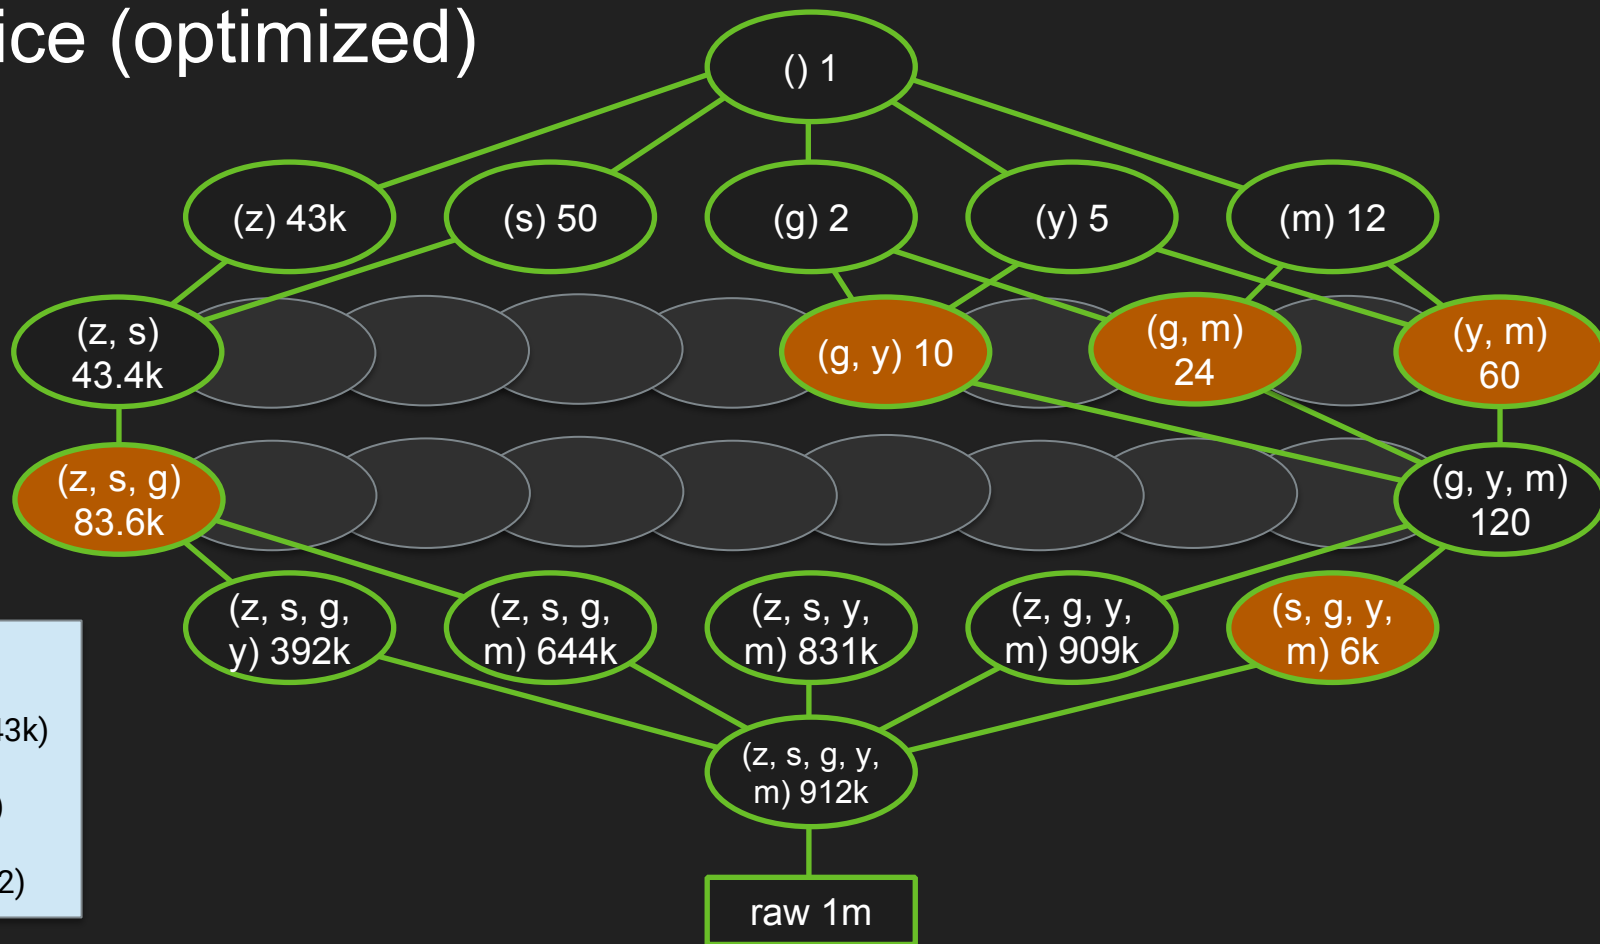 ice (optimized)
() 1
(z) 43k
(s) 50
(g) 2
(y) 5
(m) 12
(z, s)
43.4k
(g, y) 10
(g, m)
24
(y, m)
60
(z, s, g)
83.6k
(g, y, m)
120
(z, s, g,
y) 392k
(z, s, g,
m) 644k
(z, s, y,
m) 831k
(z, g, y,
m) 909k
(s, g, y,
m) 6k
43k)
)
2)
(z, s, g, y,
m) 912k
raw 1m